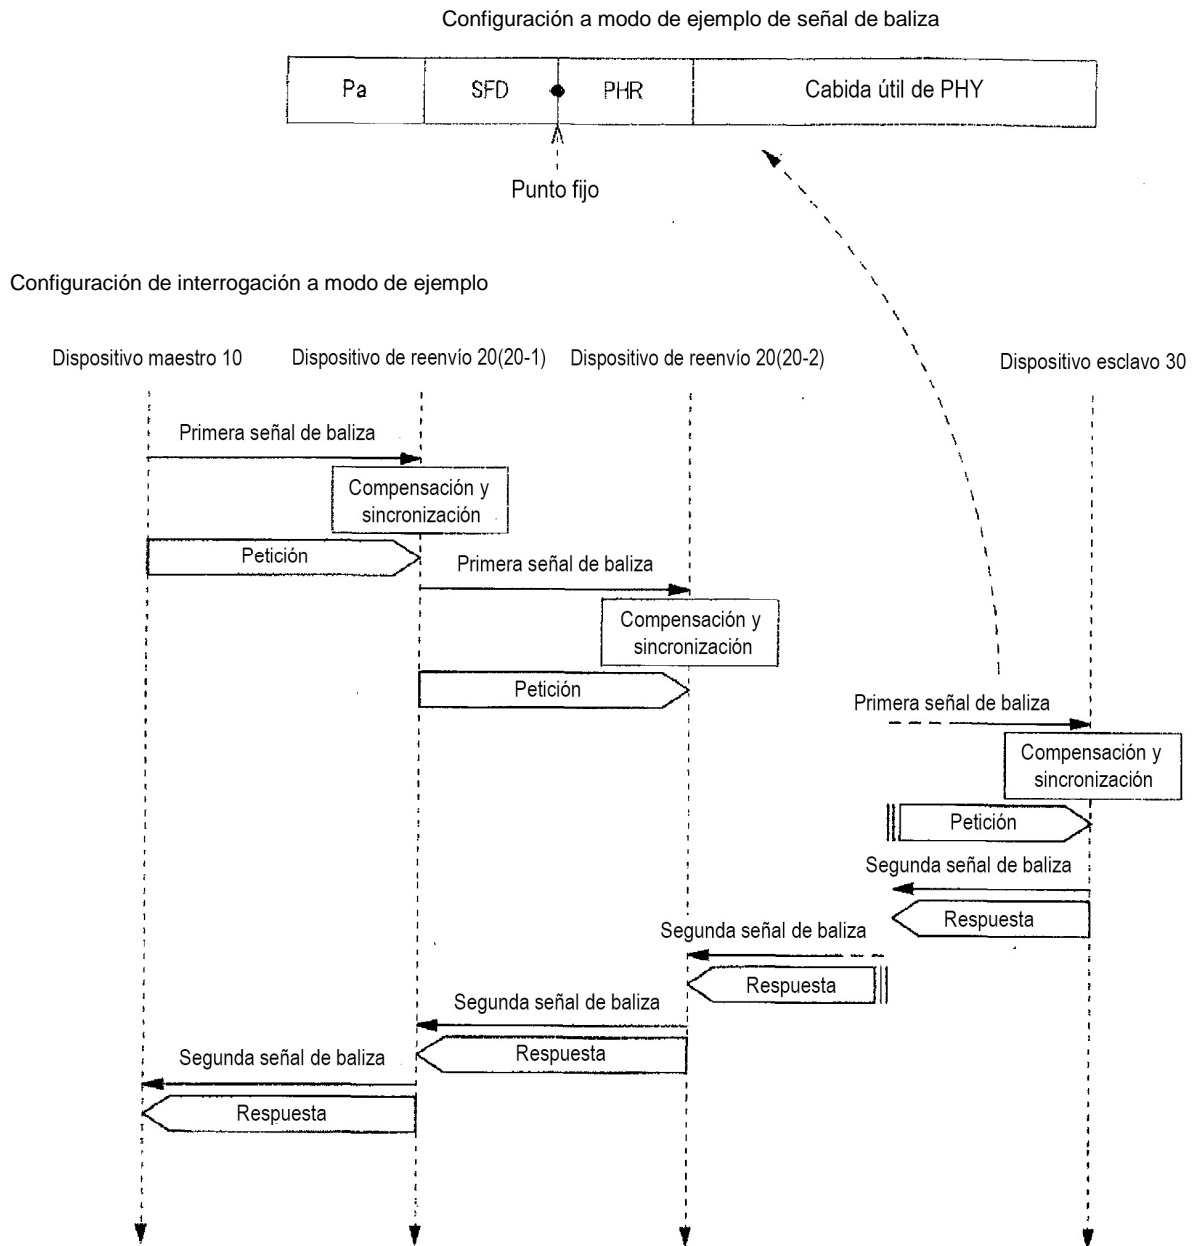 Configuración a modo de ejemplo de señal de baliza
Pa
SFD
PHR
Cabida útil de PHY
Punto fijo
Configuración de interrogación a modo de ejemplo
Dispositivo maestro 10
Dispositivo de reenvío 20(20-1)
Dispositivo de reenvío 20(20-2)
Dispositivo esclavo 30
Primera señal de baliza
Compensación y
sincronización
Petición
Primera señal de baliza
Compensación y
sincronización
Petición
Primera señal de baliza
Compensación y
sincronización
Petición
Segunda señal de baliza
Respuesta
Segunda señal de baliza
Respuesta
Segunda señal de baliza
Respuesta
Segunda señal de baliza
Respuesta